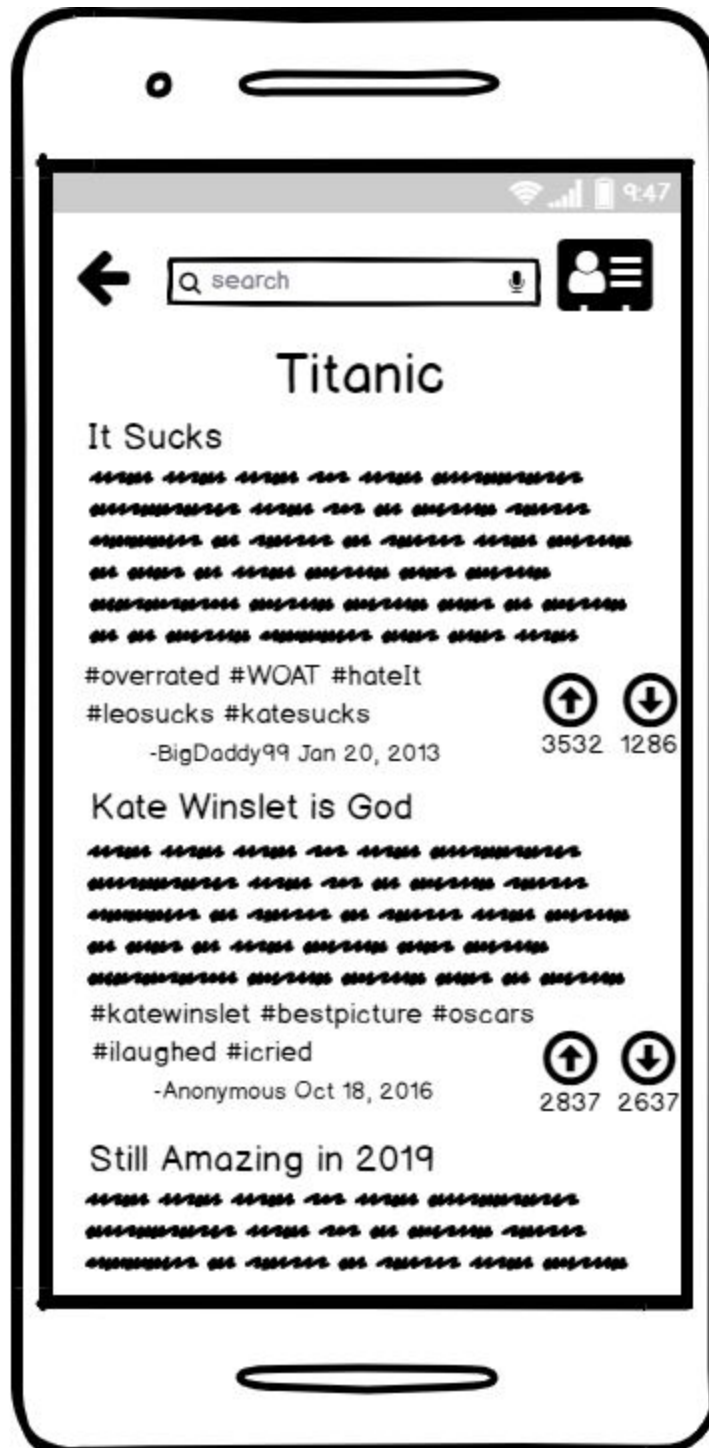 9:47
search
Titanic
It Sucks
#overrated #WOAT #hateIt
#leosucks #katesucks
3532 1286
-BigDaddy99 Jan 20, 2013
Kate Winslet is God
#katewinslet #bestpicture #oscars
#ilaughed #icried
-Anonymous Oct 18, 2016
2837 2637
Still Amazing in 2019